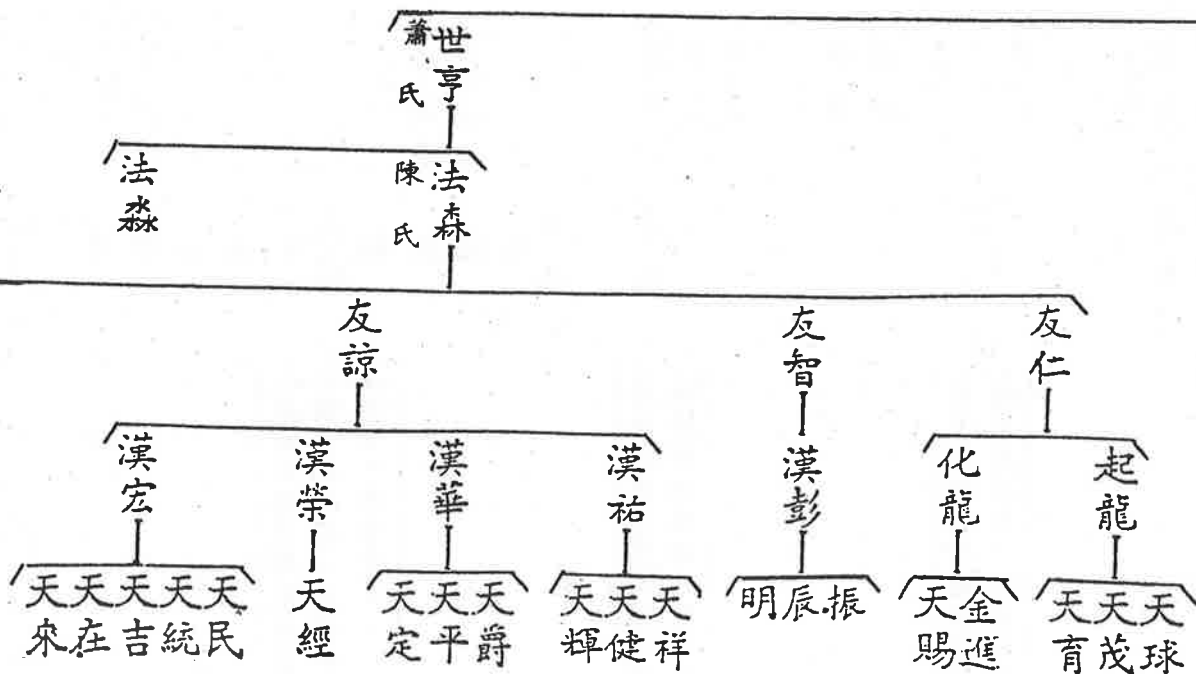 世亨
蕭氏
法森
陳氏
法淼
友仁
友智
友諒
起龍
化龍
漢彭
漢祐
漢華
漢榮
漢宏
天球
天茂
天育
金進
天賜
振
辰
明
天祥
天健
天輝
天爵
天平
天定
天經
天民
天統
天吉
天在
天來